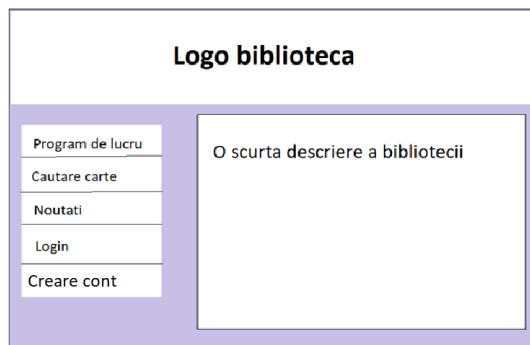 Logo biblioteca
Program de lucru
Cautare carte
Noutati
Login
Creare cont
O scurta descriere a bibliotecii